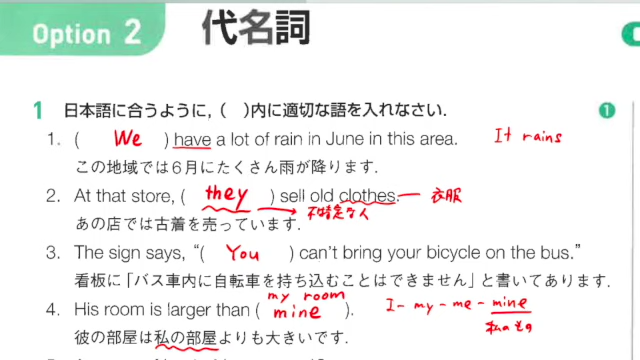 Option 2 代名詞
1 日本語に合うように,( )内に適切な語を入れなさい. 1
1. ( We ) have a lot of rain in June in this area. It rains
この地域では6月にたくさん雨が降ります.
2. At that store, ( they ) sell old clothes. 衣服
不特定な人
あの店では古着を売っています.
3. The sign says, “( You ) can't bring your bicycle on the bus.”
看板に「バス車内に自転車を持ち込むことはできません」と書いてあります.
my room
4. His room is larger than ( mine ). I - my - me - mine
私のもの
彼の部屋は私の部屋よりも大きいです.